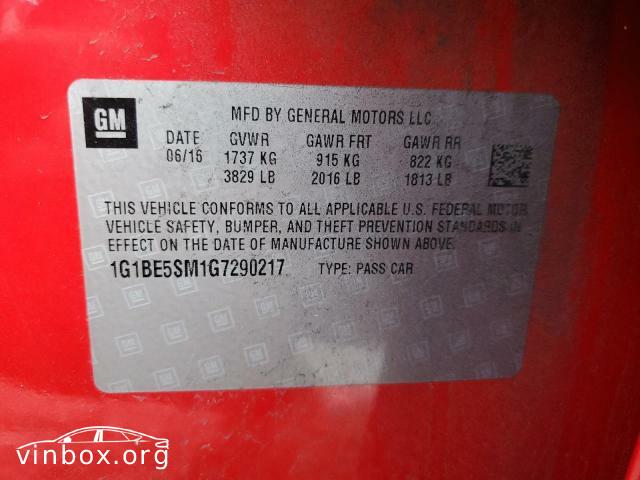 GM
MFD BY GENERAL MOTORS LLC
DATE GVWR GAWR FRT GAWR RR
06/16 1737 KG 915 KG 822 KG
3829 LB 2016 LB 1813 LB
THIS VEHICLE CONFORMS TO ALL APPLICABLE U.S. FEDERAL MOTOR
VEHICLE SAFETY, BUMPER, AND THEFT PREVENTION STANDARDS IN
EFFECT ON THE DATE OF MANUFACTURE SHOWN ABOVE.
1G1BE5SM1G7290217 TYPE: PASS CAR
vinbox.org